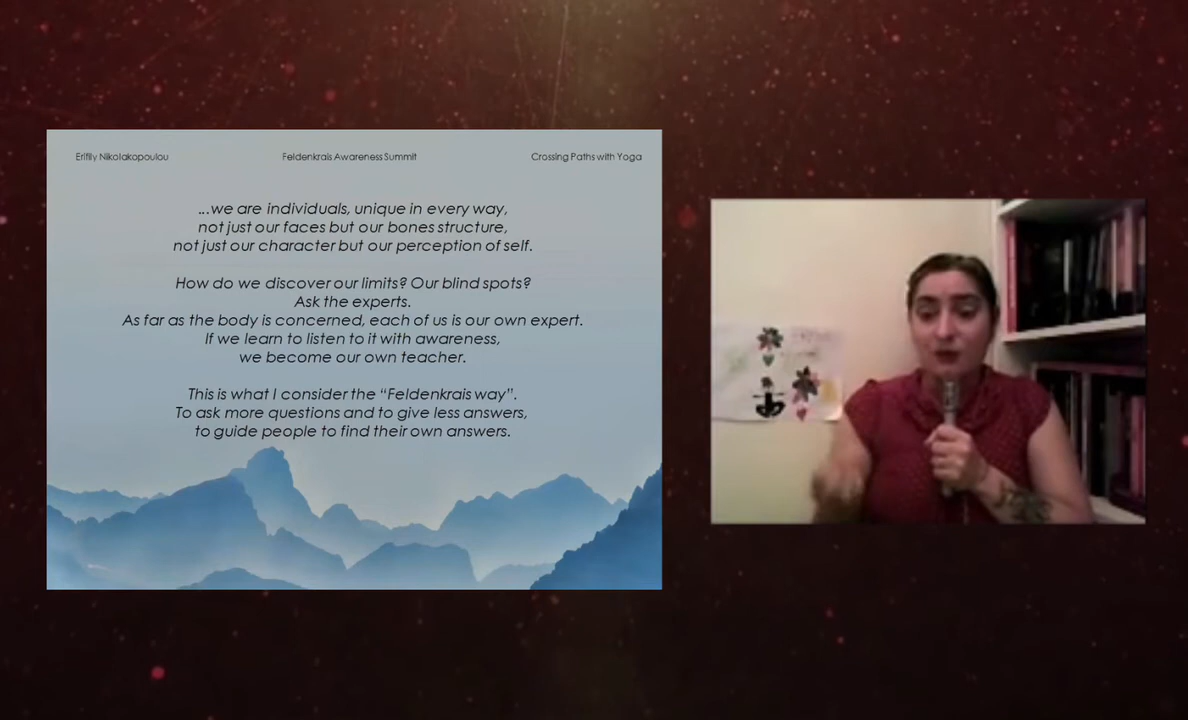 Erifily Nikolakopoulou
Feldenkrais Awareness Summit
Crossing Paths with Yoga
...we are individuals, unique in every way,
not just our faces but our bones structure,
not just our character but our perception of self.
How do we discover our limits? Our blind spots?
Ask the experts.
As far as the body is concerned, each of us is our own expert.
If we learn to listen to it with awareness,
we become our own teacher.
This is what I consider the “Feldenkrais way”.
To ask more questions and to give less answers,
to guide people to find their own answers.